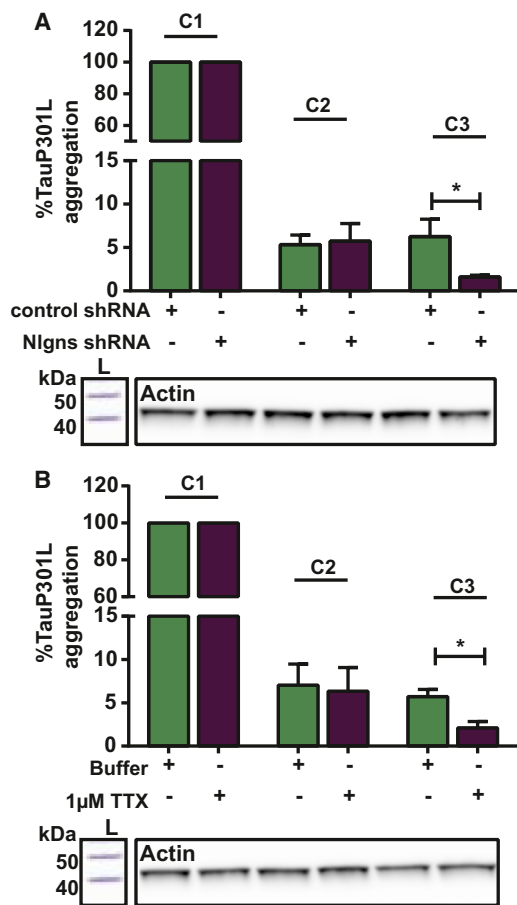 A
C1
C2
C3
*
%TauP301L
aggregation
120
100
80
60
15
10
5
0
control shRNA + - + - + -
Nlgns shRNA - + - + - +
kDa L
50
40
Actin
B
C1
C2
C3
*
%TauP301L
aggregation
120
100
80
60
15
10
5
0
Buffer + - + - + -
1µM TTX - + - + - +
kDa L
50
40
Actin